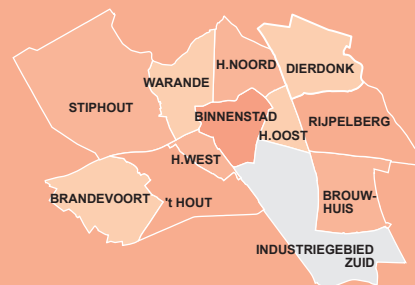 H.NOORD
DIERDONK
WARANDE
STIPHOUT
BINNENSTAD
RIJPELBERG
H.OOST
H.WEST
BRANDEVOORT
't HOUT
BROUW-
HUIS
INDUSTRIEGEBIED
ZUID